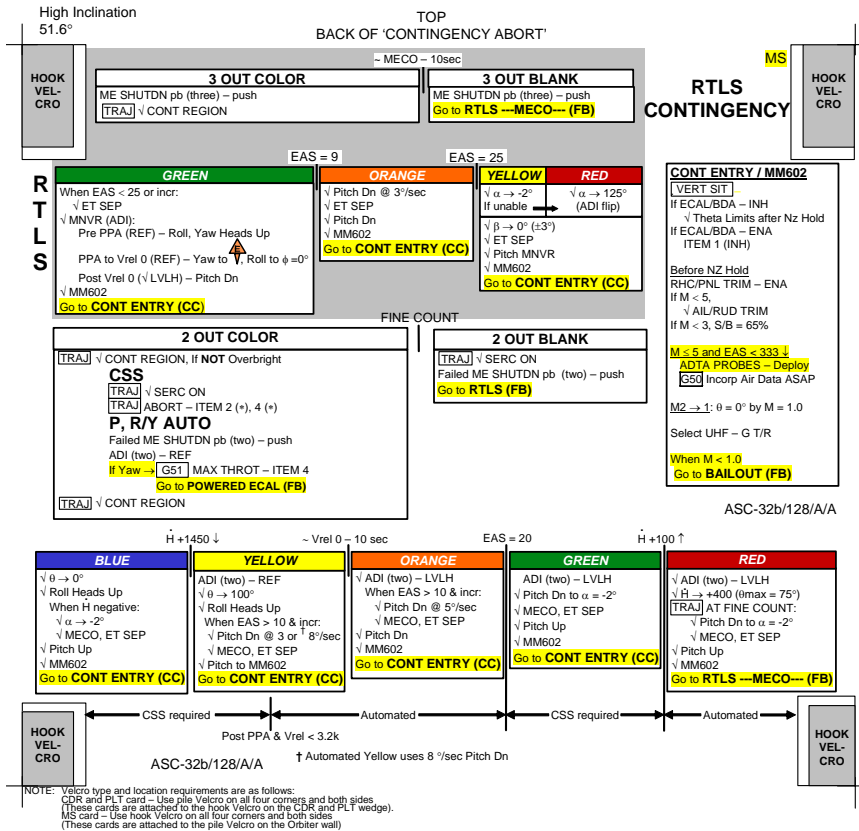 High Inclination
51.6°
TOP
BACK OF 'CONTINGENCY ABORT'
MS
HOOK
VEL-
CRO
HOOK
VEL-
CRO
RTLS
CONTINGENCY
~ MECO – 10sec
3 OUT COLOR
ME SHUTDN pb (three) – push
TRAJ √ CONT REGION
3 OUT BLANK
ME SHUTDN pb (three) – push
Go to RTLS ---MECO--- (FB)
R
T
L
S
EAS = 9
EAS = 25
GREEN
When EAS < 25 or incr:
√ ET SEP
√ MNVR (ADI):
Pre PPA (REF) – Roll, Yaw Heads Up
PPA to Vrel 0 (REF) – Yaw to E, Roll to ϕ =0°
Post Vrel 0 (√ LVLH) – Pitch Dn
√ MM602
Go to CONT ENTRY (CC)
ORANGE
√ Pitch Dn @ 3°/sec
√ ET SEP
√ Pitch Dn
√ MM602
Go to CONT ENTRY (CC)
YELLOW
RED
√ α → -2°
If unable
√ α → 125°
(ADI flip)
√ β → 0° (±3°)
√ ET SEP
√ Pitch MNVR
√ MM602
Go to CONT ENTRY (CC)
CONT ENTRY / MM602
VERT SIT
If ECAL/BDA – INH
√ Theta Limits after Nz Hold
If ECAL/BDA – ENA
ITEM 1 (INH)
Before NZ Hold
RHC/PNL TRIM – ENA
If M < 5,
√ AIL/RUD TRIM
If M < 3, S/B = 65%
M ≤ 5 and EAS < 333 ↓
ADTA PROBES – Deploy
G50 Incorp Air Data ASAP
M2 → 1: θ = 0° by M = 1.0
Select UHF – G T/R
When M < 1.0
Go to BAILOUT (FB)
ASC-32b/128/A/A
FINE COUNT
2 OUT COLOR
TRAJ √ CONT REGION, If NOT Overbright
CSS
TRAJ √ SERC ON
TRAJ ABORT – ITEM 2 (∗), 4 (∗)
P, R/Y AUTO
Failed ME SHUTDN pb (two) – push
ADI (two) – REF
If Yaw → G51 MAX THROT – ITEM 4
Go to POWERED ECAL (FB)
TRAJ √ CONT REGION
2 OUT BLANK
TRAJ √ SERC ON
Failed ME SHUTDN pb (two) – push
Go to RTLS (FB)
Ḣ +1450 ↓
~ Vrel 0 – 10 sec
EAS = 20
Ḣ +100 ↑
BLUE
√ θ → 0°
√ Roll Heads Up
When Ḣ negative:
√ α → -2°
√ MECO, ET SEP
√ Pitch Up
√ MM602
Go to CONT ENTRY (CC)
YELLOW
ADI (two) – REF
√ θ → 100°
√ Roll Heads Up
When EAS > 10 & incr:
√ Pitch Dn @ 3 or † 8°/sec
√ MECO, ET SEP
√ Pitch to MM602
Go to CONT ENTRY (CC)
ORANGE
√ ADI (two) – LVLH
When EAS > 10 & incr:
√ Pitch Dn @ 5°/sec
√ MECO, ET SEP
√ Pitch Dn
√ MM602
Go to CONT ENTRY (CC)
GREEN
ADI (two) – LVLH
√ Pitch Dn to α = -2°
√ MECO, ET SEP
√ Pitch Up
√ MM602
Go to CONT ENTRY (CC)
RED
√ ADI (two) – LVLH
√ Ḣ → +400 (θmax = 75°)
TRAJ AT FINE COUNT:
√ Pitch Dn to α = -2°
√ MECO, ET SEP
√ Pitch Up
√ MM602
Go to RTLS ---MECO--- (FB)
CSS required
Automated
CSS required
Automated
Post PPA & Vrel < 3.2k
HOOK
VEL-
CRO
HOOK
VEL-
CRO
ASC-32b/128/A/A
† Automated Yellow uses 8 °/sec Pitch Dn
NOTE: Velcro type and location requirements are as follows:
CDR and PLT card – Use pile Velcro on all four corners and both sides
(These cards are attached to the hook Velcro on the CDR and PLT wedge).
MS card – Use hook Velcro on all four corners and both sides
(These cards are attached to the pile Velcro on the Orbiter wall)